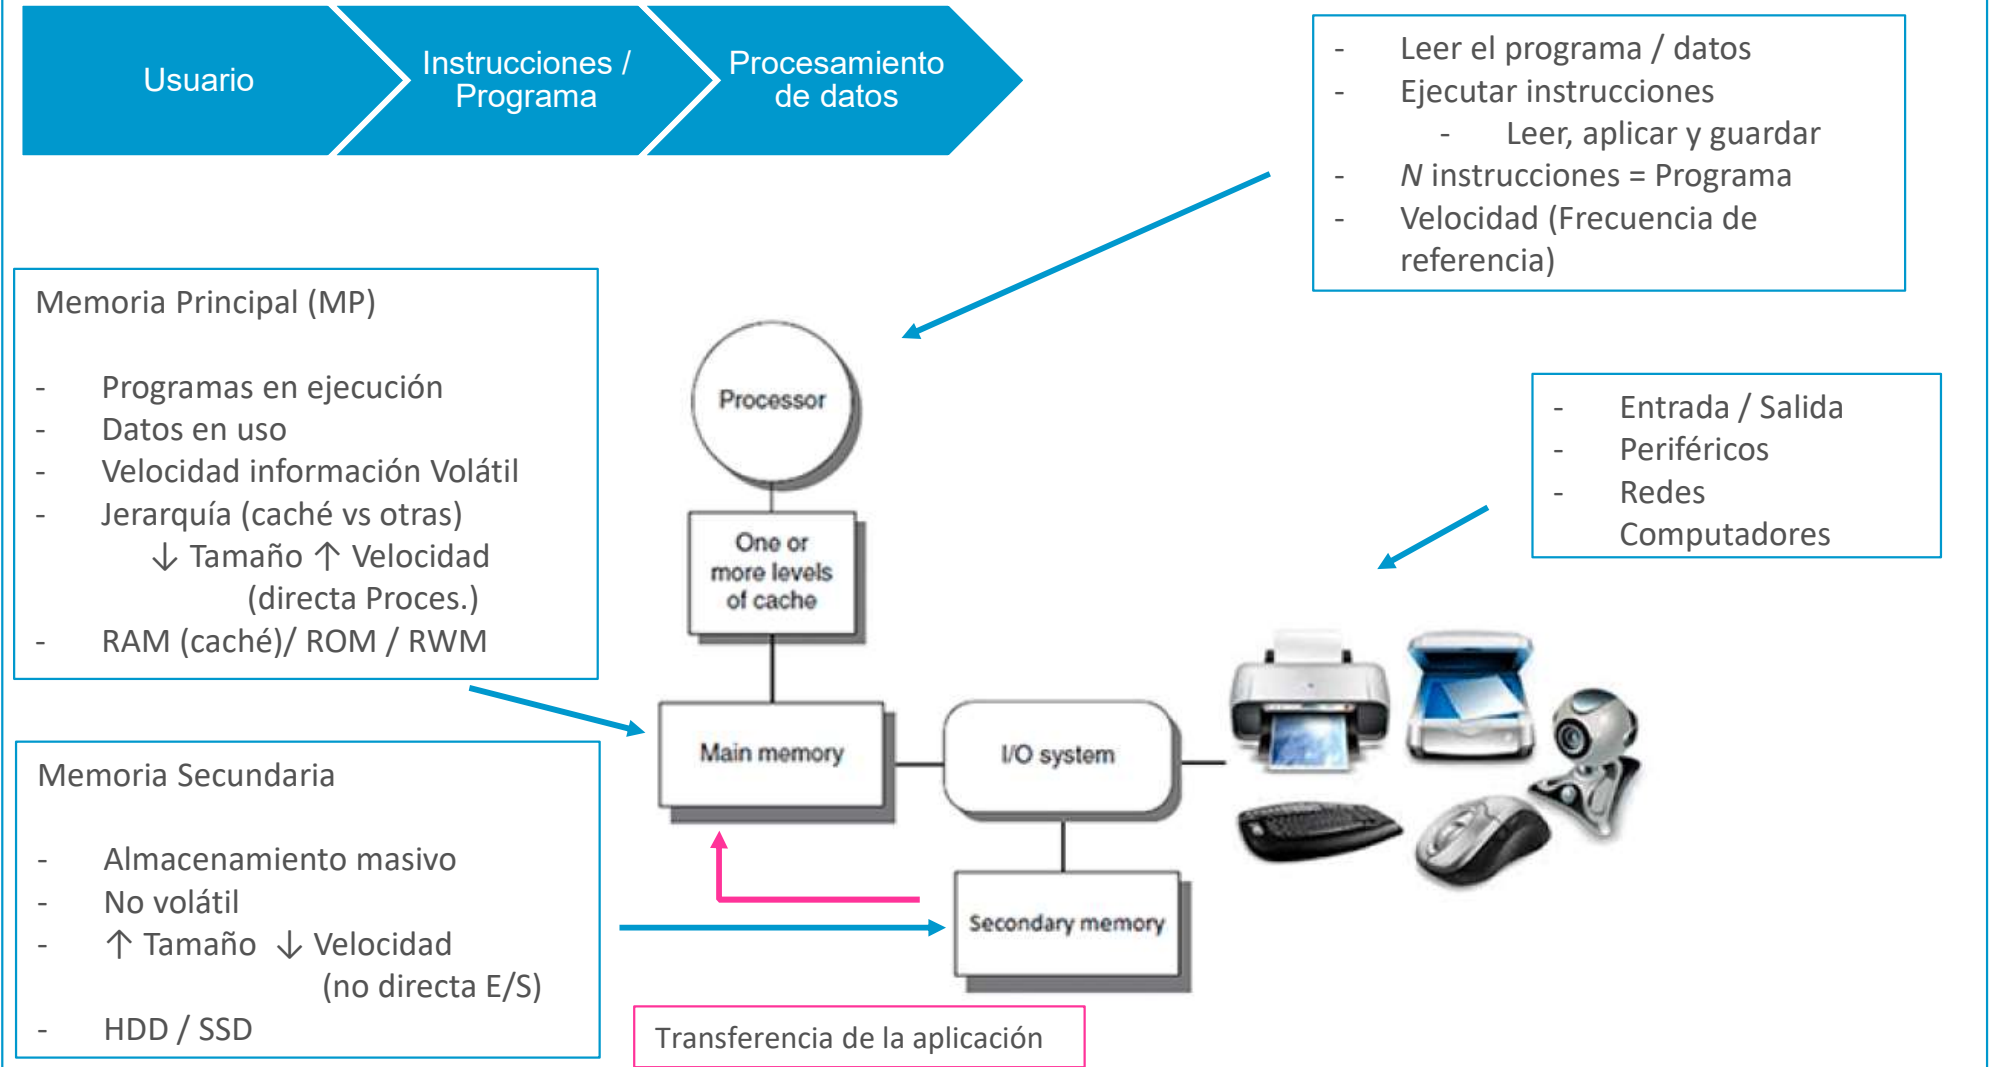 Usuario
Instrucciones /
Programa
Procesamiento
de datos
- Leer el programa / datos
- Ejecutar instrucciones
- Leer, aplicar y guardar
- N instrucciones = Programa
- Velocidad (Frecuencia de
referencia)
Memoria Principal (MP)
- Programas en ejecución
- Datos en uso
- Velocidad información Volátil
- Jerarquía (caché vs otras)
↓ Tamaño ↑ Velocidad
(directa Proces.)
- RAM (caché)/ ROM / RWM
Processor
One or
more levels
of cache
Main memory
I/O system
Secondary memory
- Entrada / Salida
- Periféricos
- Redes
Computadores
Memoria Secundaria
- Almacenamiento masivo
- No volátil
- ↑ Tamaño ↓ Velocidad
(no directa E/S)
- HDD / SSD
Transferencia de la aplicación